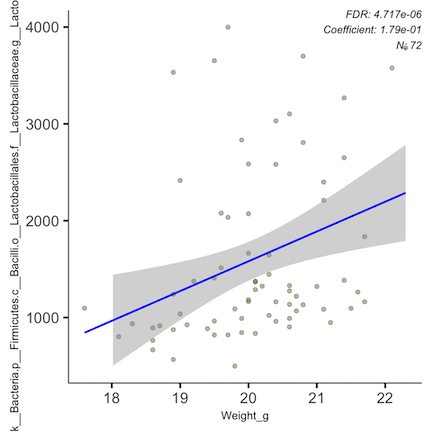 FDR: 4.717e-06
Coefficient: 1.79e-01
N: 72
k__Bacteria.p__Firmicutes.c__Bacilli.o__Lactobacillales.f__Lactobacillaceae.g__Lacto
4000
3000
2000
1000
18 19 20 21 22
Weight_g